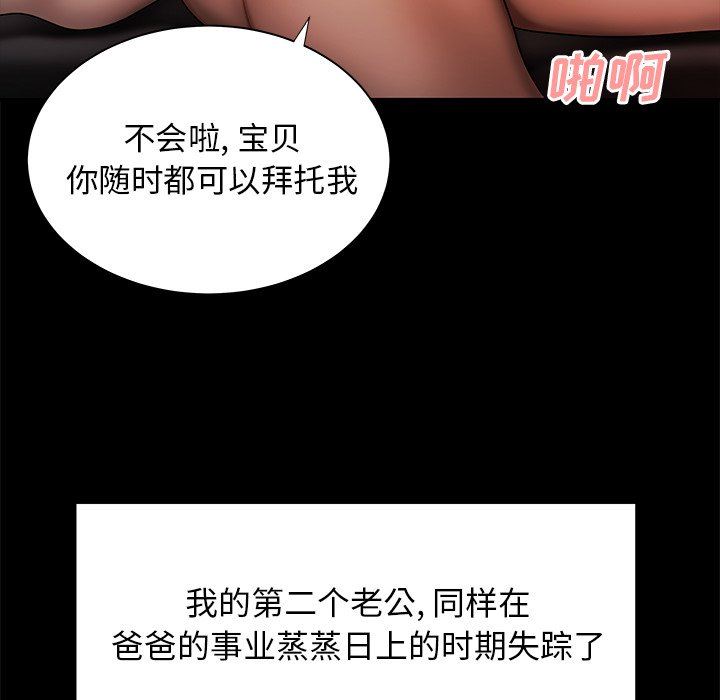 啪啊
不会啦, 宝贝
你随时都可以拜托我
我的第二个老公, 同样在
爸爸的事业蒸蒸日上的时期失踪了